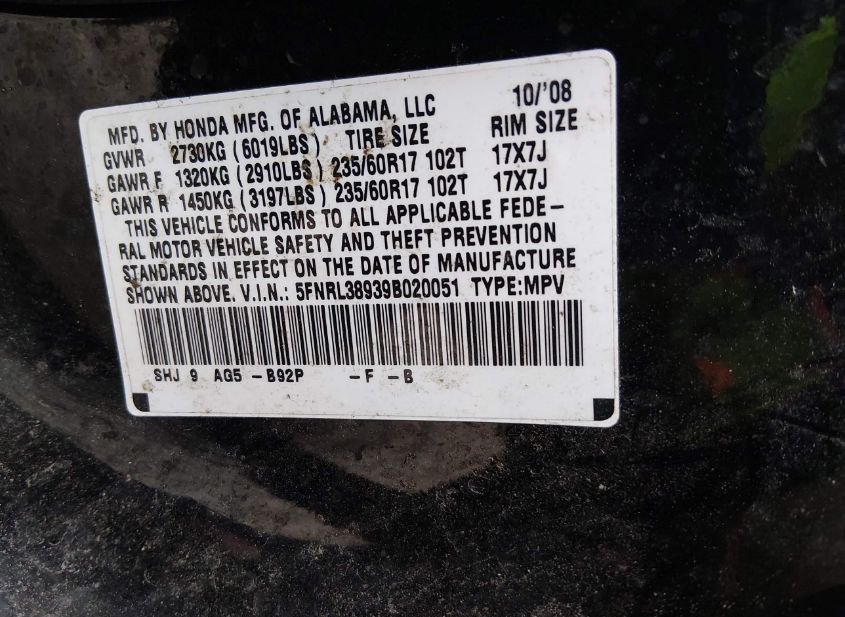 MFD. BY HONDA MFG. OF ALABAMA, LLC 10/'08
GVWR 2730KG (6019LBS) TIRE SIZE RIM SIZE
GAWR F 1320KG (2910LBS) 235/60R17 102T 17X7J
GAWR R 1450KG (3197LBS) 235/60R17 102T 17X7J
THIS VEHICLE CONFORMS TO ALL APPLICABLE FEDE-
RAL MOTOR VEHICLE SAFETY AND THEFT PREVENTION
STANDARDS IN EFFECT ON THE DATE OF MANUFACTURE
SHOWN ABOVE. V.I.N.: 5FNRL38939B020051 TYPE:MPV
SHJ 9 AG5 -B92P -F -B